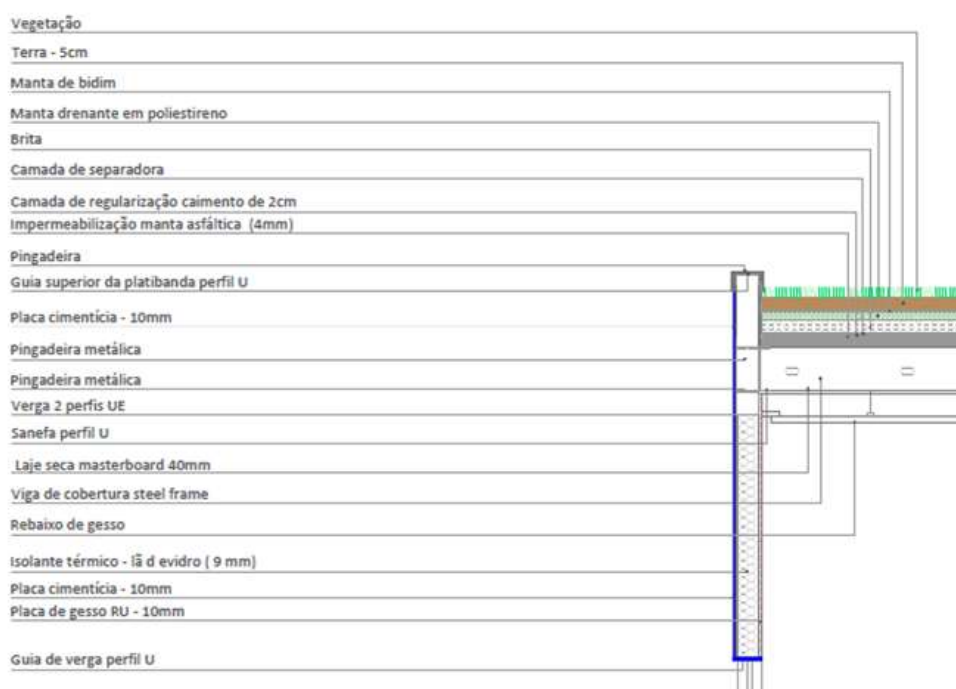 Vegetação
Terra - 5cm
Manta de bidim
Manta drenante em poliestireno
Brita
Camada de separadora
Camada de regularização caimento de 2cm
Impermeabilização manta asfáltica (4mm)
Pingadeira
Guia superior da platibanda perfil U
Placa cimentícia - 10mm
Pingadeira metálica
Pingadeira metálica
Verga 2 perfis UE
Sanefa perfil U
Laje seca masterboard 40mm
Viga de cobertura steel frame
Rebaixo de gesso
Isolante térmico - lã d evidro ( 9 mm)
Placa cimentícia - 10mm
Placa de gesso RU - 10mm
Guia de verga perfil U